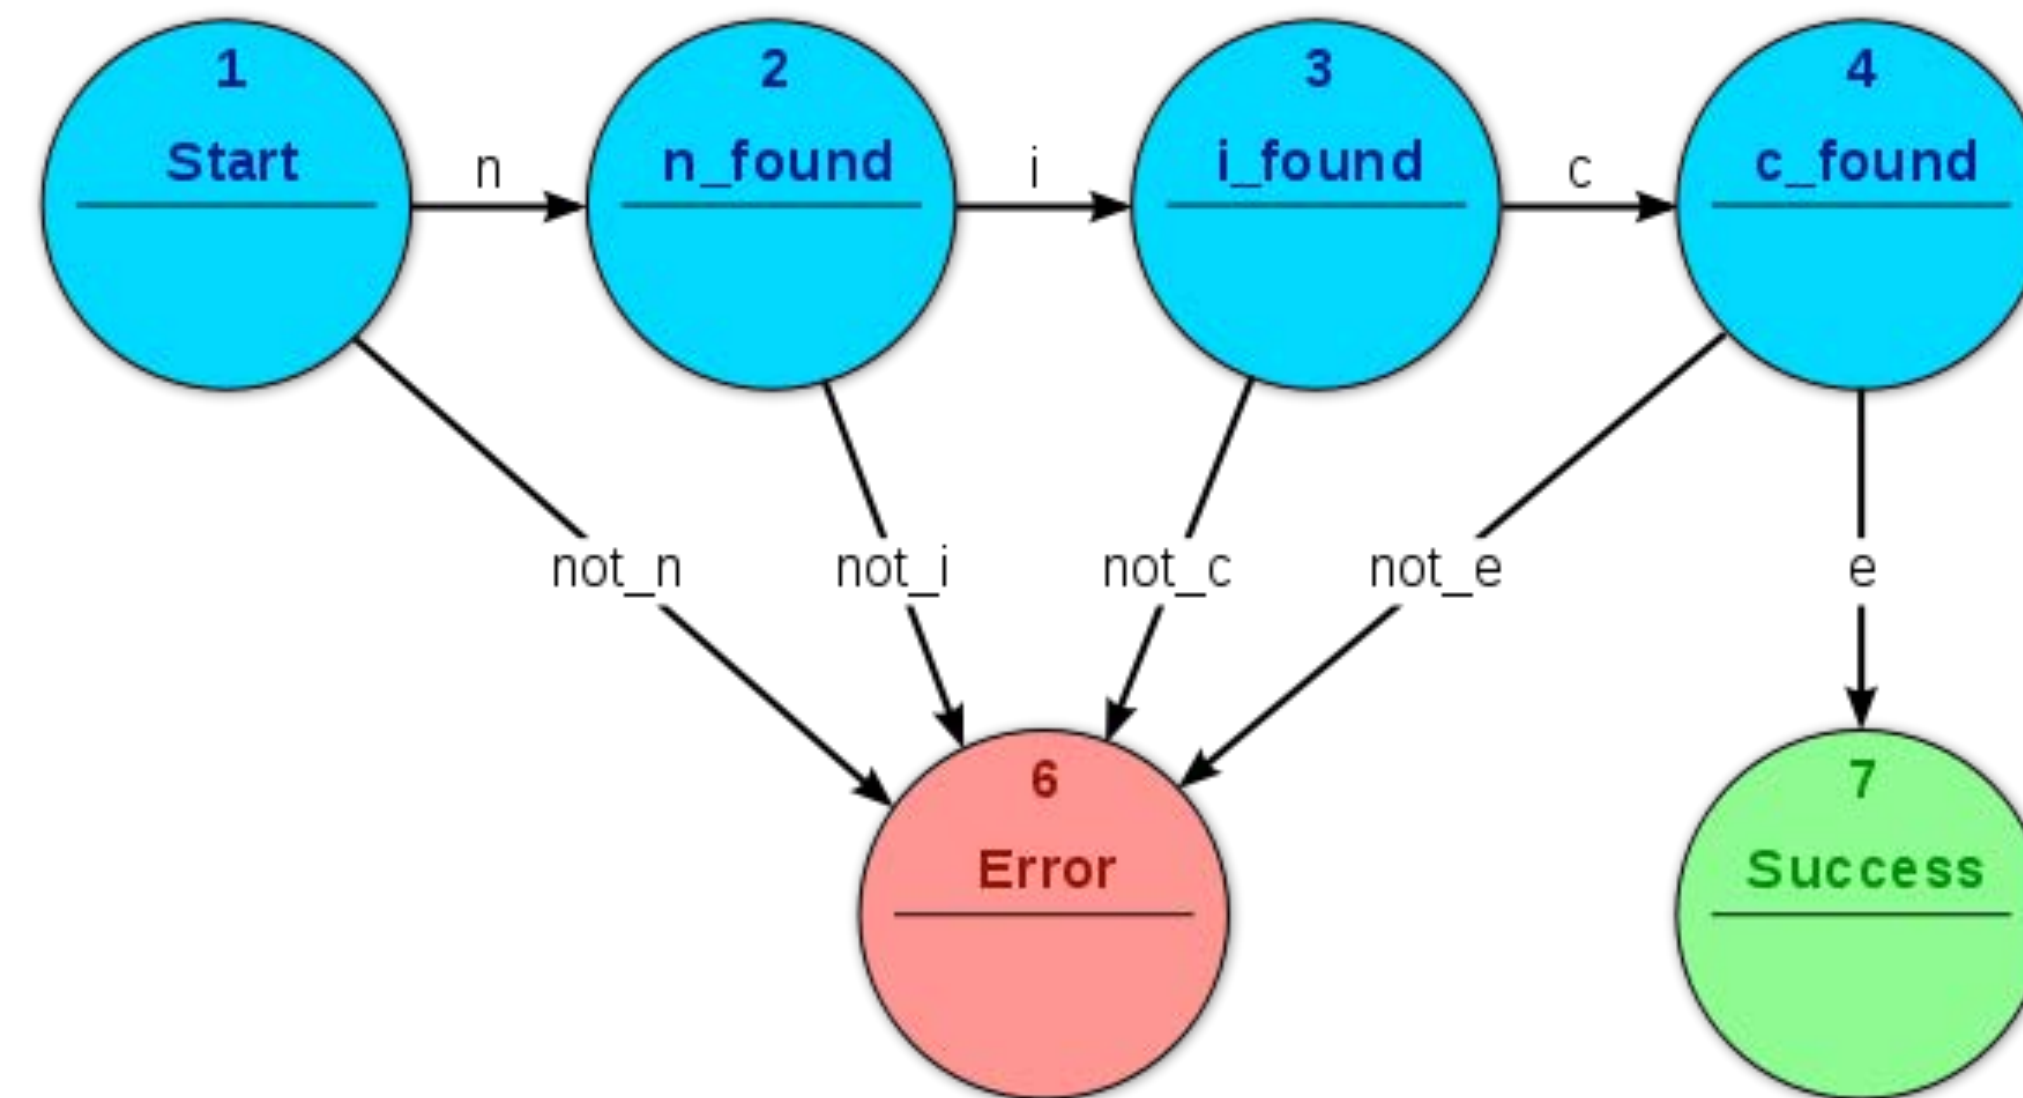 1
Start
n
2
n_found
i
3
i_found
c
4
c_found
not_n
not_i
not_c
not_e
e
6
Error
7
Success